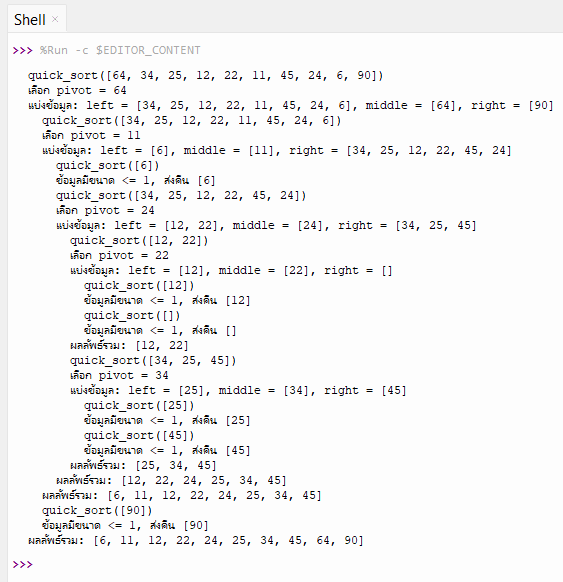 Shell ×
>>> %Run -c $EDITOR_CONTENT
quick_sort([64, 34, 25, 12, 22, 11, 45, 24, 6, 90])
เลือก pivot = 64
แบ่งข้อมูล: left = [34, 25, 12, 22, 11, 45, 24, 6], middle = [64], right = [90]
quick_sort([34, 25, 12, 22, 11, 45, 24, 6])
เลือก pivot = 11
แบ่งข้อมูล: left = [6], middle = [11], right = [34, 25, 12, 22, 45, 24]
quick_sort([6])
ข้อมูลมีขนาด <= 1, ส่งคืน [6]
quick_sort([34, 25, 12, 22, 45, 24])
เลือก pivot = 24
แบ่งข้อมูล: left = [12, 22], middle = [24], right = [34, 25, 45]
quick_sort([12, 22])
เลือก pivot = 22
แบ่งข้อมูล: left = [12], middle = [22], right = []
quick_sort([12])
ข้อมูลมีขนาด <= 1, ส่งคืน [12]
quick_sort([])
ข้อมูลมีขนาด <= 1, ส่งคืน []
ผลลัพธ์รวม: [12, 22]
quick_sort([34, 25, 45])
เลือก pivot = 34
แบ่งข้อมูล: left = [25], middle = [34], right = [45]
quick_sort([25])
ข้อมูลมีขนาด <= 1, ส่งคืน [25]
quick_sort([45])
ข้อมูลมีขนาด <= 1, ส่งคืน [45]
ผลลัพธ์รวม: [25, 34, 45]
ผลลัพธ์รวม: [12, 22, 24, 25, 34, 45]
ผลลัพธ์รวม: [6, 11, 12, 22, 24, 25, 34, 45]
quick_sort([90])
ข้อมูลมีขนาด <= 1, ส่งคืน [90]
ผลลัพธ์รวม: [6, 11, 12, 22, 24, 25, 34, 45, 64, 90]
>>>